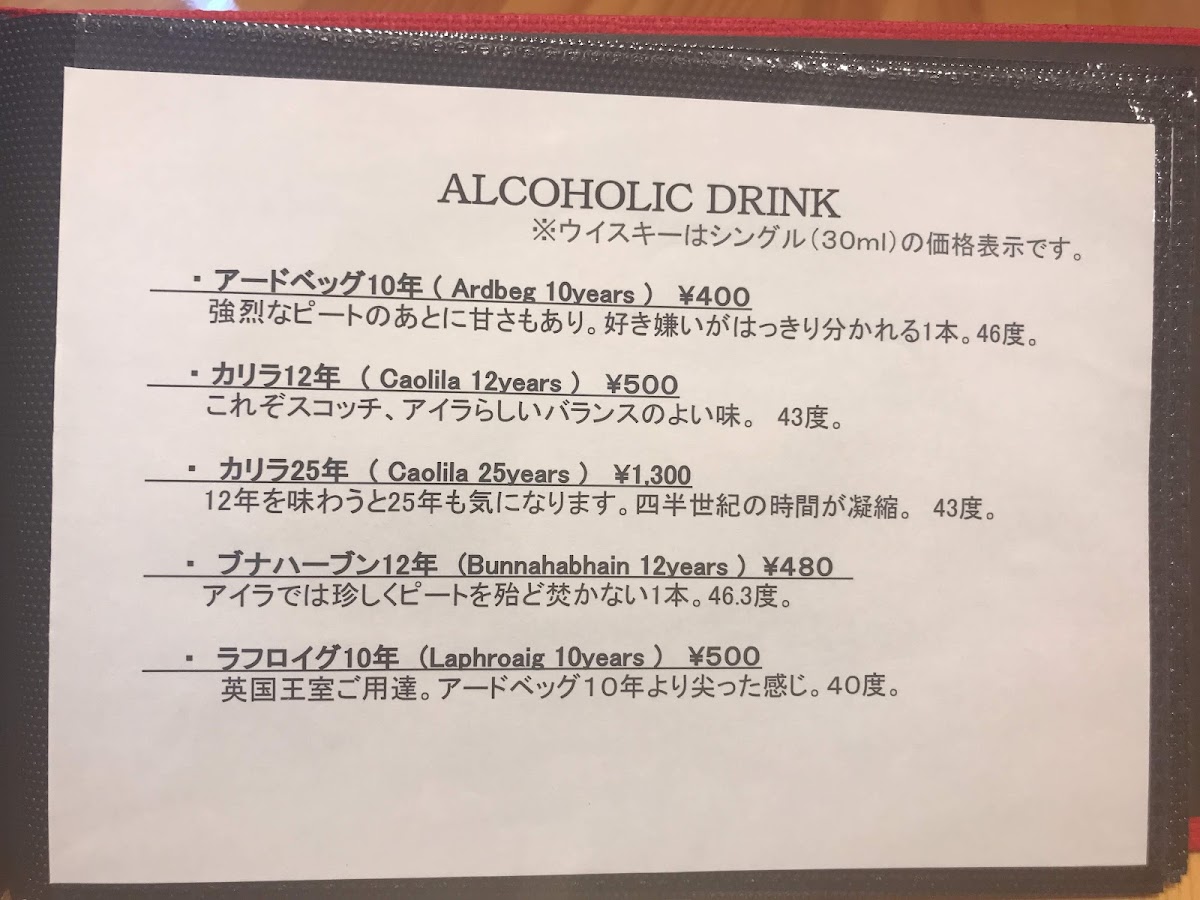 ALCOHOLIC DRINK
※ウイスキーはシングル(30ml)の価格表示です。
・アードベッグ10年 ( Ardbeg 10years ) ¥400
強烈なピートのあとに甘さもあり。好き嫌いがはっきり分かれる1本。46度。
・カリラ12年 ( Caolila 12years ) ¥500
これぞスコッチ、アイラらしいバランスのよい味。 43度。
・ カリラ25年 ( Caolila 25years ) ¥1,300
12年を味わうと25年も気になります。四半世紀の時間が凝縮。 43度。
・ ブナハーブン12年 (Bunnahabhain 12years ) ¥480
アイラでは珍しくピートを殆ど焚かない1本。46.3度。
・ ラフロイグ10年 (Laphroaig 10years ) ¥500
英国王室ご用達。アードベッグ10年より尖った感じ。40度。